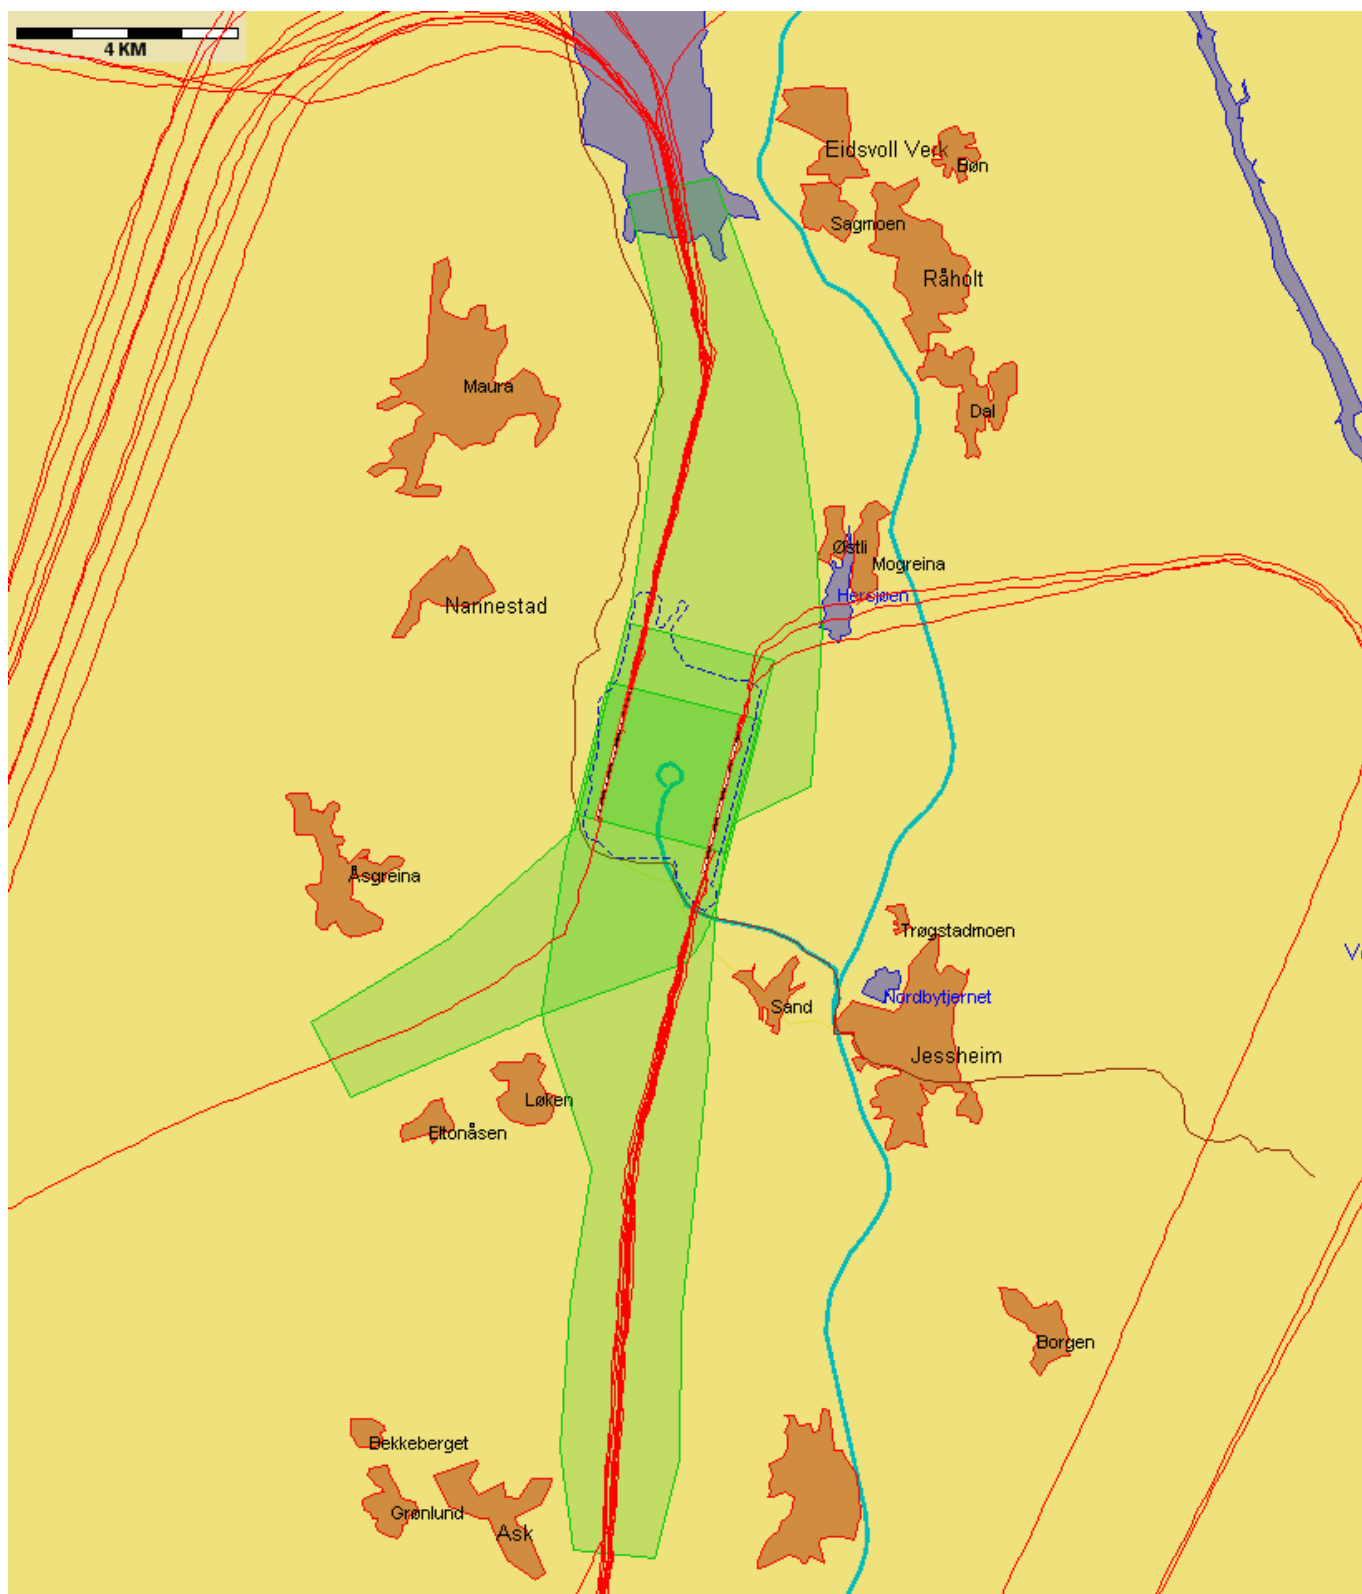 4 KM
Eidsvoll Verk
Bøn
Sagmoen
Råholt
Maura
Dal
Østli
Mogreina
Hersjøen
Nannestad
Åsgreina
Trøgstadmoen
Nordbytjernet
Sand
Jessheim
Løken
Eltonåsen
Borgen
Bekkeberget
Grønlund
Ask